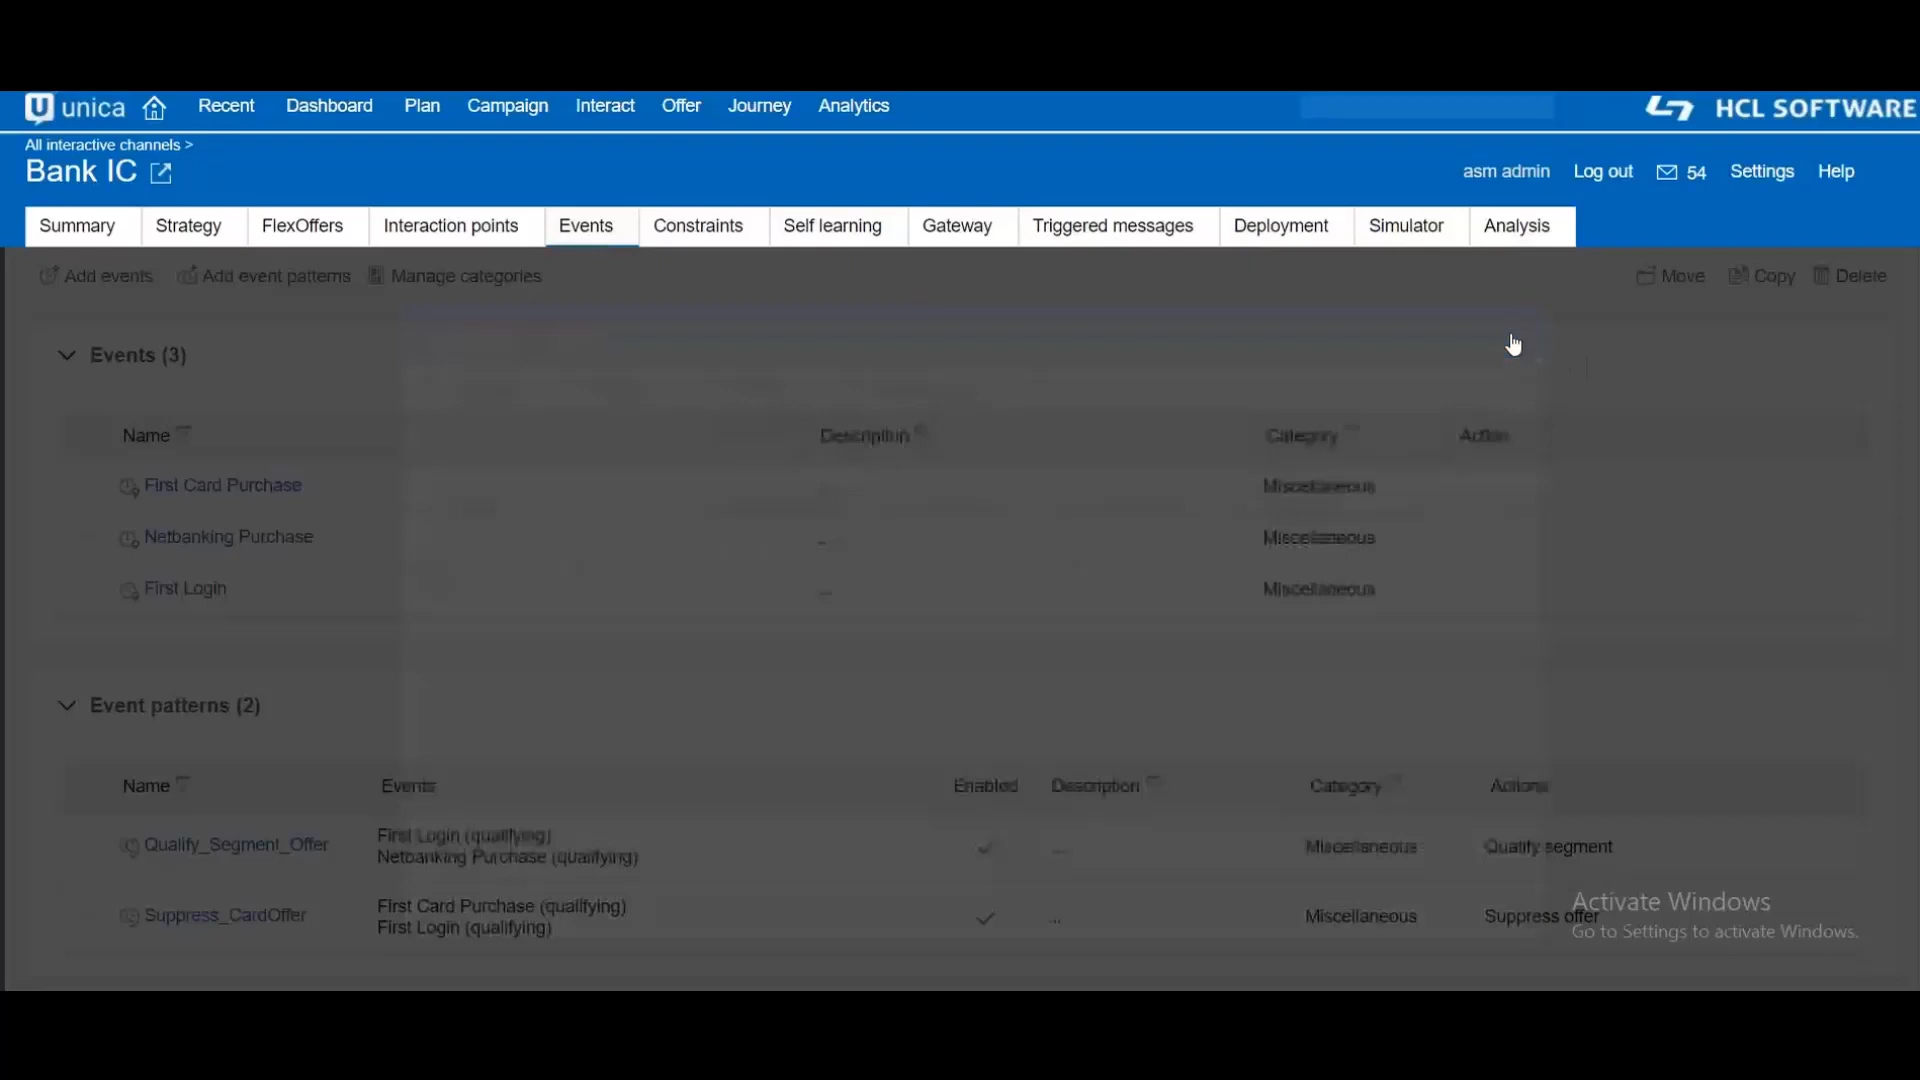 unica Recent Dashboard Plan Campaign Interact Offer Journey Analytics HCL SOFTWARE
All interactive channels >
Bank IC asm admin Log out 54 Settings Help
Summary Strategy FlexOffers Interaction points Events Constraints Self learning Gateway Triggered messages Deployment Simulator Analysis
Add events Add event patterns Manage categories Move Copy Delete
Events (3)
Name Description Category Action
First Card Purchase Miscellaneous
Netbanking Purchase -- Miscellaneous
First Login -- Miscellaneous
Event patterns (2)
Name Events Enabled Description Category Actions
Qualify_Segment_Offer First Login (qualifying) -- Miscellaneous Qualify segment
Netbanking Purchase (qualifying)
Suppress_CardOffer First Card Purchase (qualifying) -- Miscellaneous Suppress offer
First Login (qualifying)
Activate Windows
Go to Settings to activate Windows.